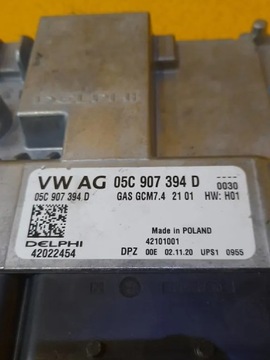 DELPHI
VW AG 05C 907 394 D ----
0030
05C 907 394 D GAS GCM7.4 21 01 HW: H01
Made in POLAND
DELPHI 42101001
42022454 DPZ 00E 02.11.20 UPS1 0955